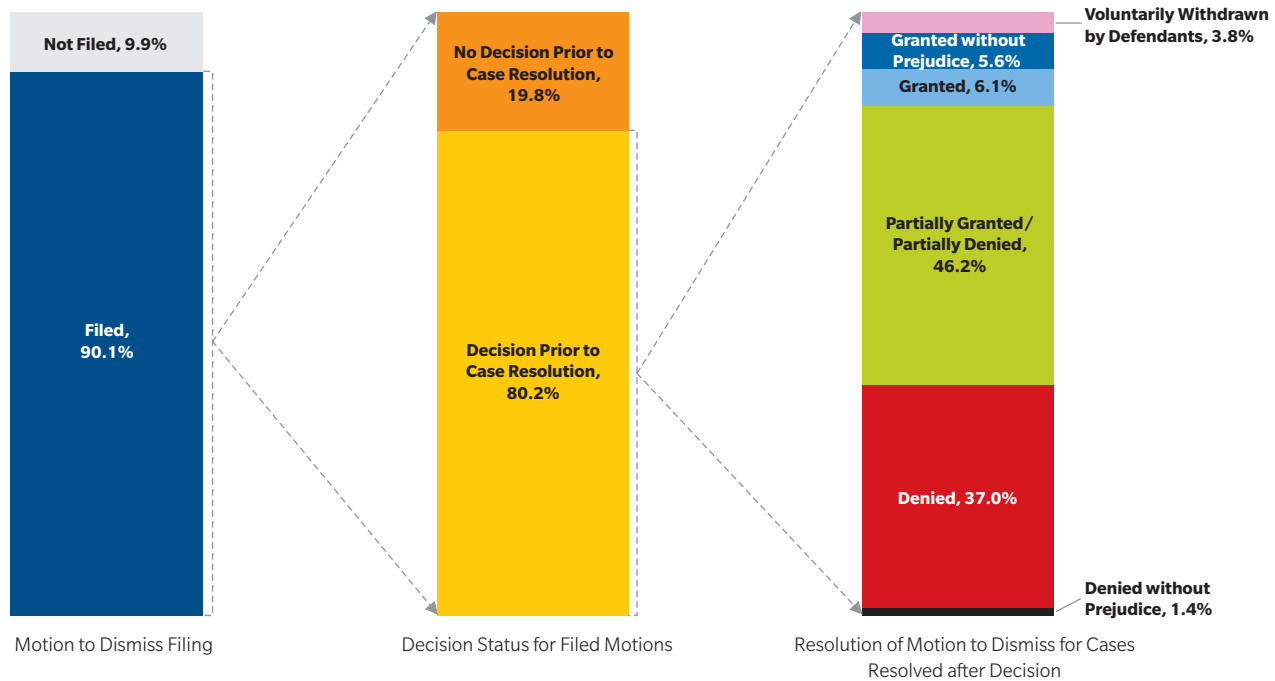 Not Filed, 9.9%
Filed,
90.1%
Motion to Dismiss Filing
No Decision Prior to
Case Resolution,
19.8%
Decision Prior to
Case Resolution,
80.2%
Decision Status for Filed Motions
Voluntarily Withdrawn
by Defendants, 3.8%
Granted without
Prejudice, 5.6%
Granted, 6.1%
Partially Granted/
Partially Denied,
46.2%
Denied, 37.0%
Denied without
Prejudice, 1.4%
Resolution of Motion to Dismiss for Cases
Resolved after Decision